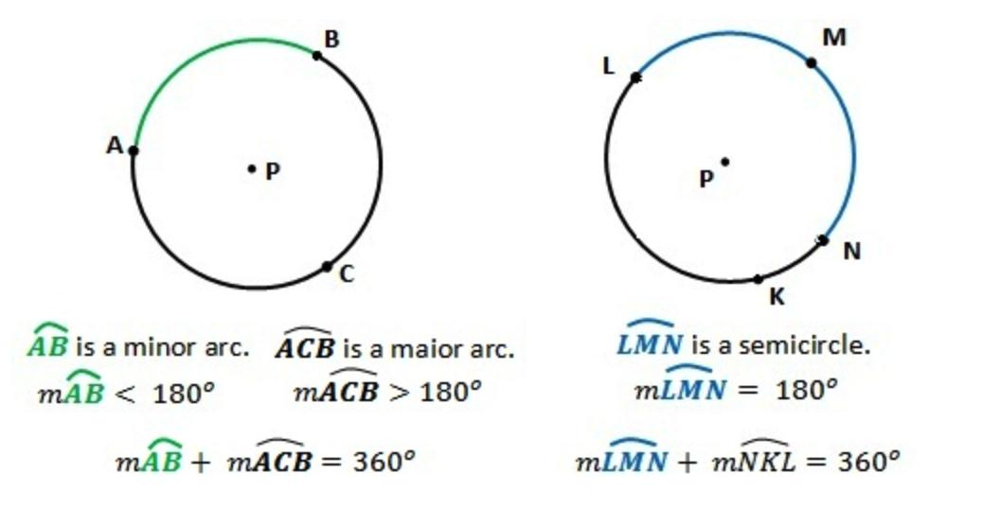 B
A
P
C
M
L
P
N
K
AB is a minor arc. ACB is a maior arc.
mAB < 180° mACB > 180°
mAB + mACB = 360°
LMN is a semicircle.
mLMN = 180°
mLMN + mNKL = 360°